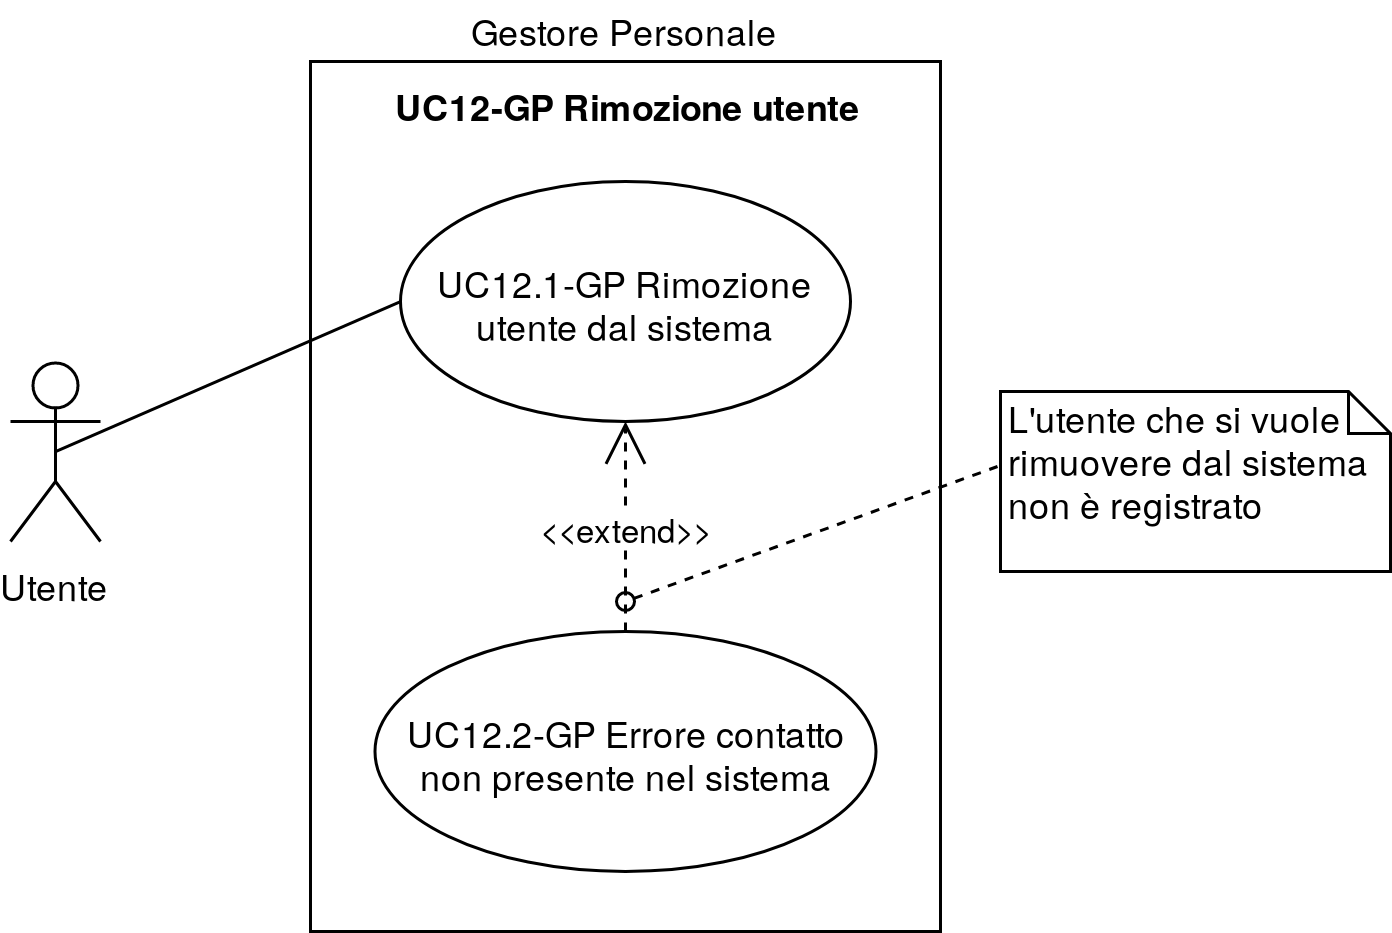 Gestore Personale
UC12-GP Rimozione utente
UC12.1-GP Rimozione
utente dal sistema
L'utente che si vuole
rimuovere dal sistema
non è registrato
<<extend>>
Utente
UC12.2-GP Errore contatto
non presente nel sistema